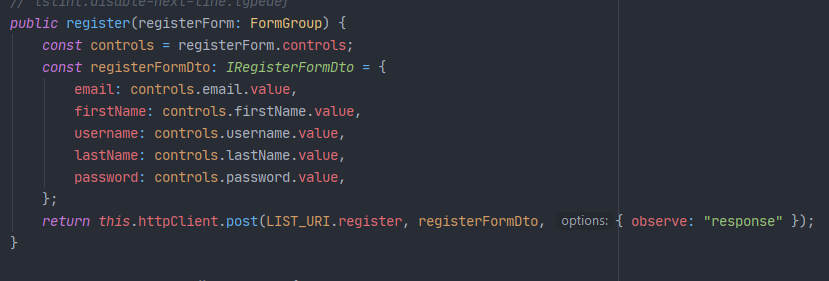 // tslint:disable-next-line:typedef
public register(registerForm: FormGroup) {
const controls = registerForm.controls;
const registerFormDto: IRegisterFormDto = {
email: controls.email.value,
firstName: controls.firstName.value,
username: controls.username.value,
lastName: controls.lastName.value,
password: controls.password.value,
};
return this.httpClient.post(LIST_URI.register, registerFormDto, options: { observe: "response" });
}